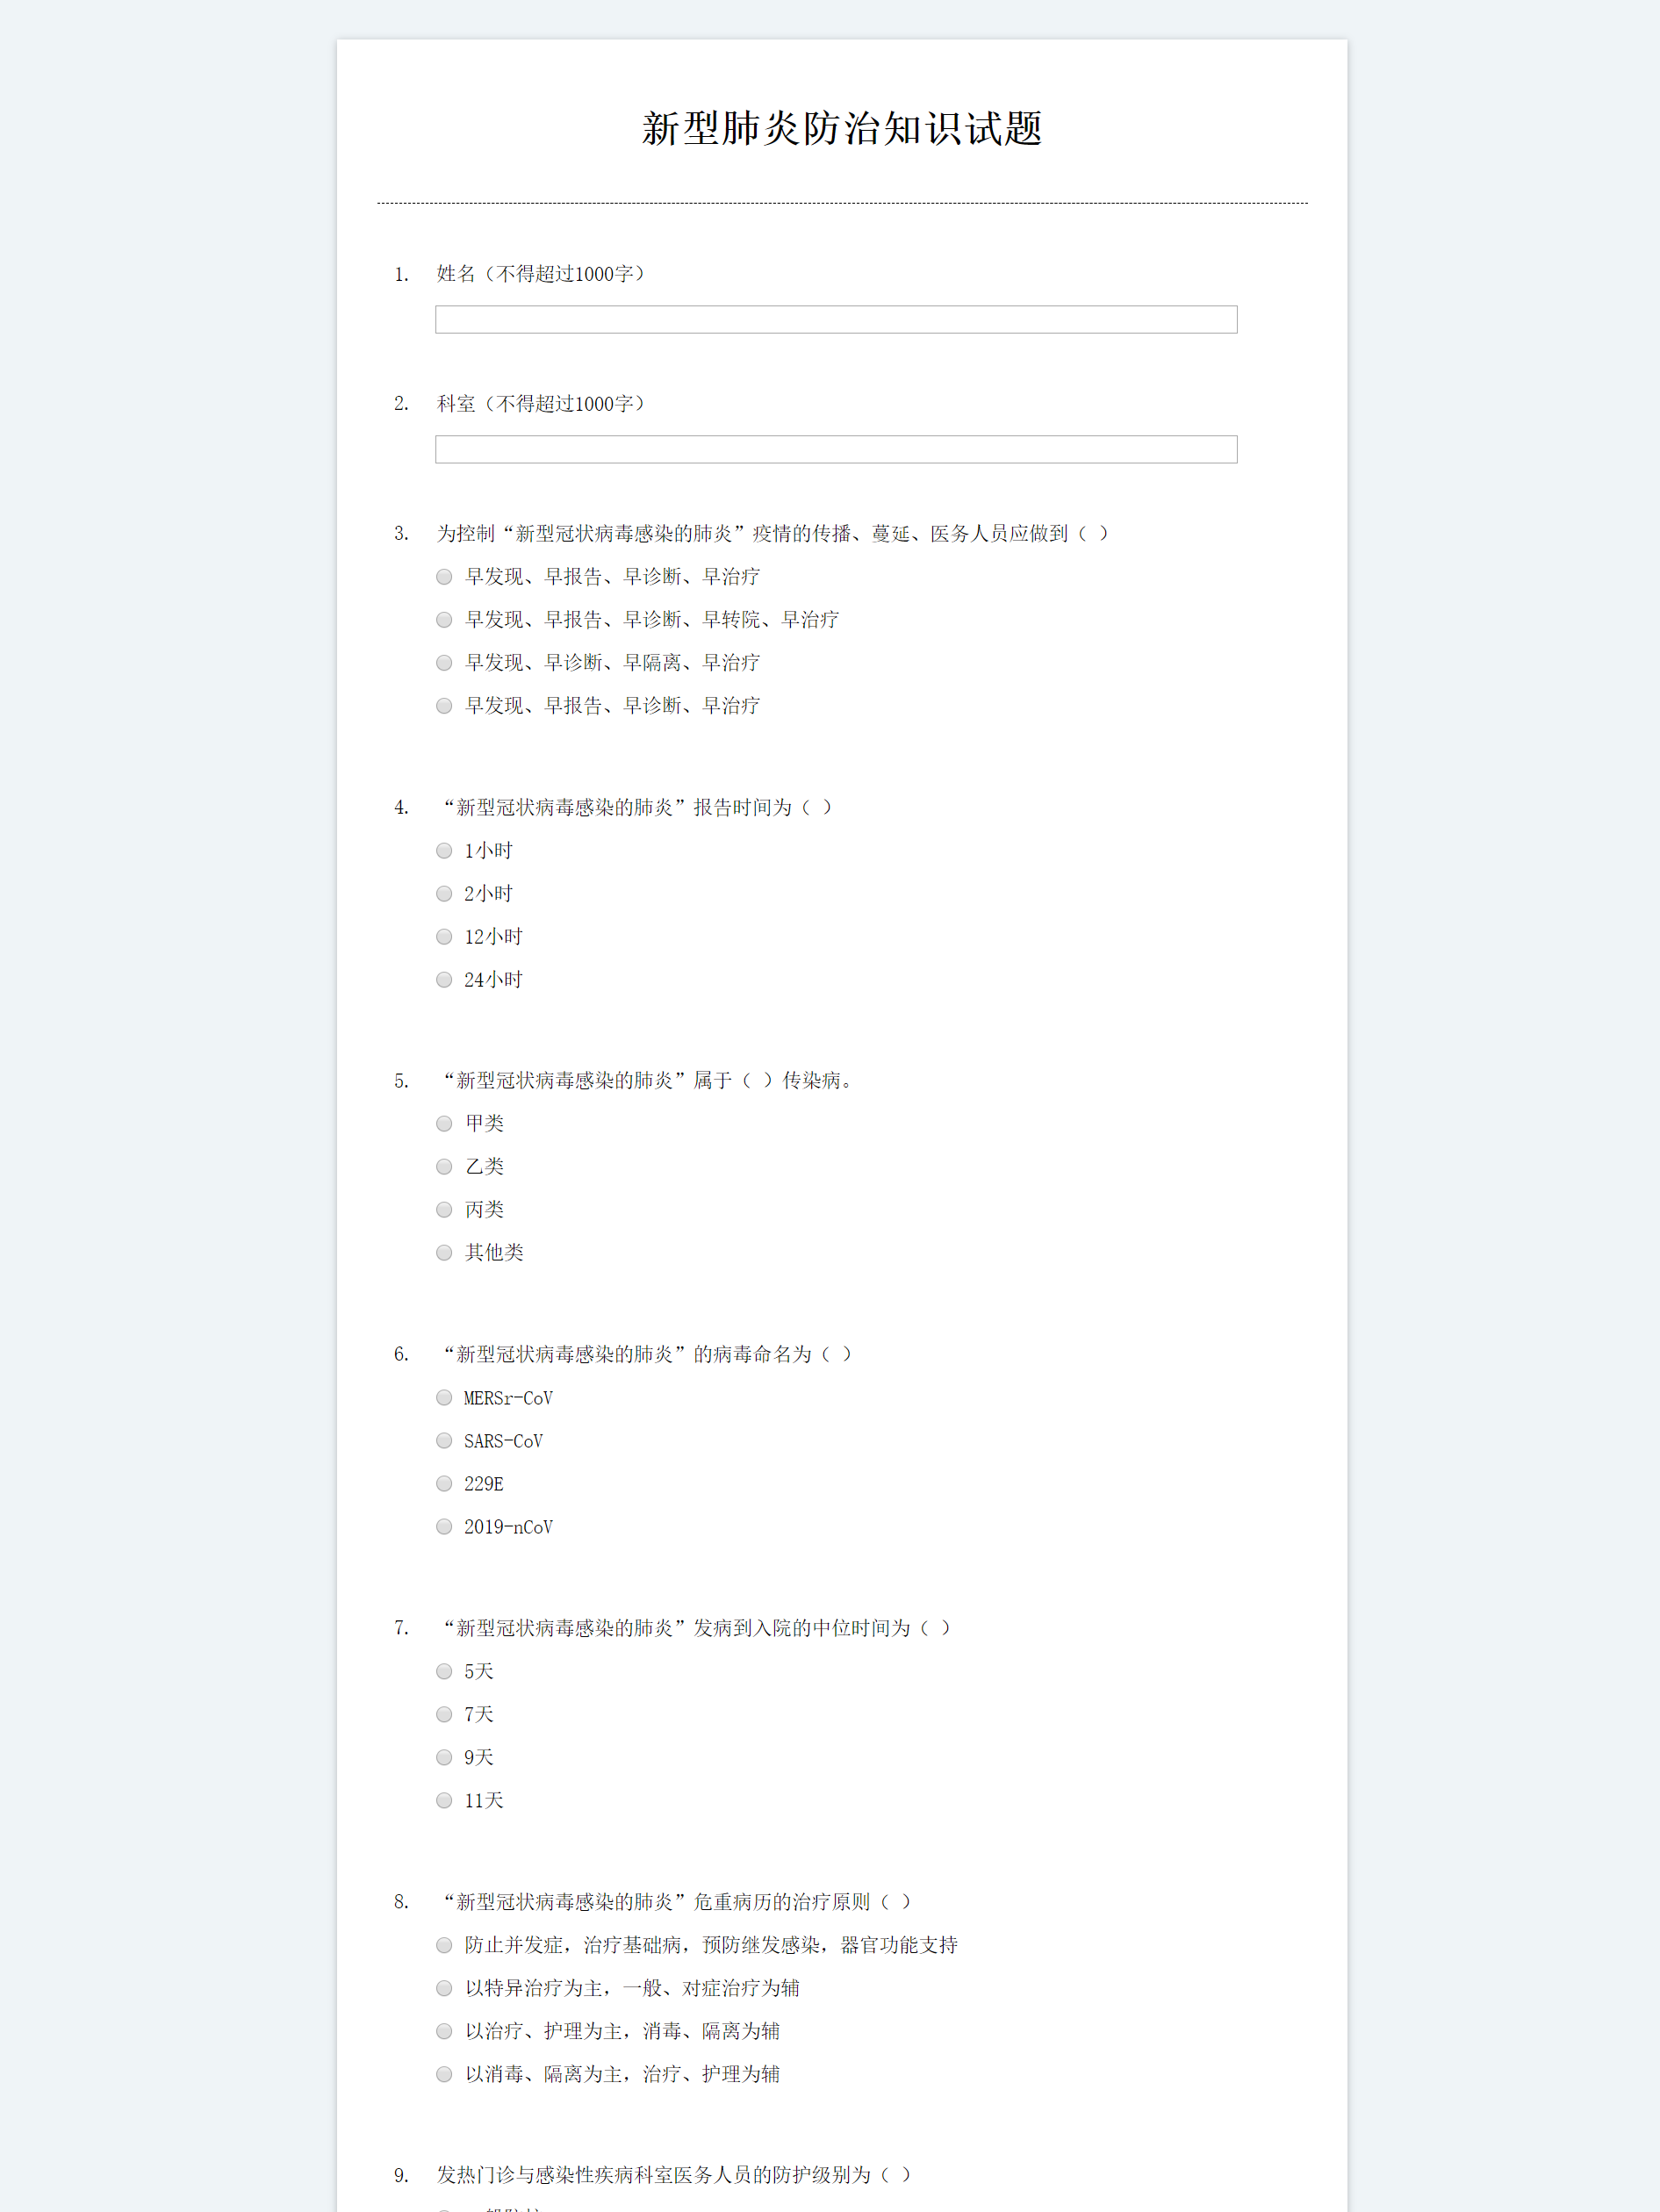 新型肺炎防治知识试题
1. 姓名（不得超过1000字）
2. 科室（不得超过1000字）
3. 为控制“新型冠状病毒感染的肺炎”疫情的传播、蔓延、医务人员应做到（ ）
早发现、早报告、早诊断、早治疗
早发现、早报告、早诊断、早转院、早治疗
早发现、早诊断、早隔离、早治疗
早发现、早报告、早诊断、早治疗
4. “新型冠状病毒感染的肺炎”报告时间为（ ）
1小时
2小时
12小时
24小时
5. “新型冠状病毒感染的肺炎”属于（ ）传染病。
甲类
乙类
丙类
其他类
6. “新型冠状病毒感染的肺炎”的病毒命名为（ ）
MERSr-CoV
SARS-CoV
229E
2019-nCoV
7. “新型冠状病毒感染的肺炎”发病到入院的中位时间为（ ）
5天
7天
9天
11天
8. “新型冠状病毒感染的肺炎”危重病历的治疗原则（ ）
防止并发症，治疗基础病，预防继发感染，器官功能支持
以特异治疗为主，一般、对症治疗为辅
以治疗、护理为主，消毒、隔离为辅
以消毒、隔离为主，治疗、护理为辅
9. 发热门诊与感染性疾病科室医务人员的防护级别为（ ）